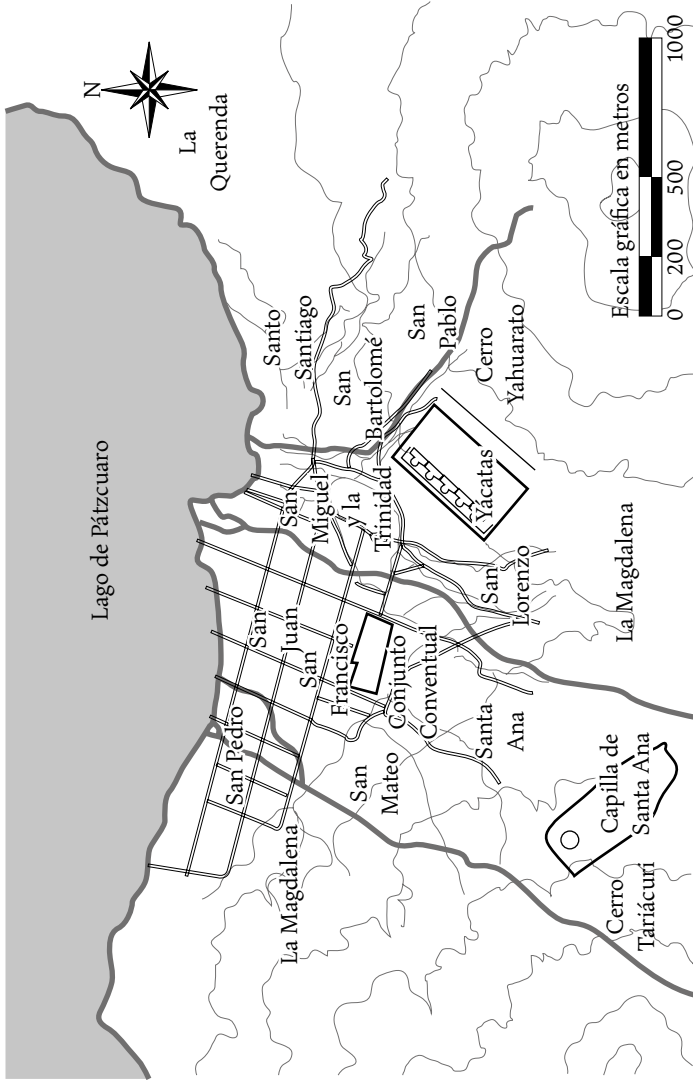 N
Lago de Pátzcuaro
La
Querenda
San Pedro
San
Juan
Santo
Santiago
La Magdalena
San
Miguel
y la
Trinidad
San
Francisco
San
Bartolomé
San
Mateo
Conjunto
Conventual
San
Pablo
Santa
Ana
San
Lorenzo
Yácatas
Cerro
Yahuarato
Cerro
Tariácuri
Capilla de
Santa Ana
La Magdalena
Escala gráfica en metros
0 200 500 1000